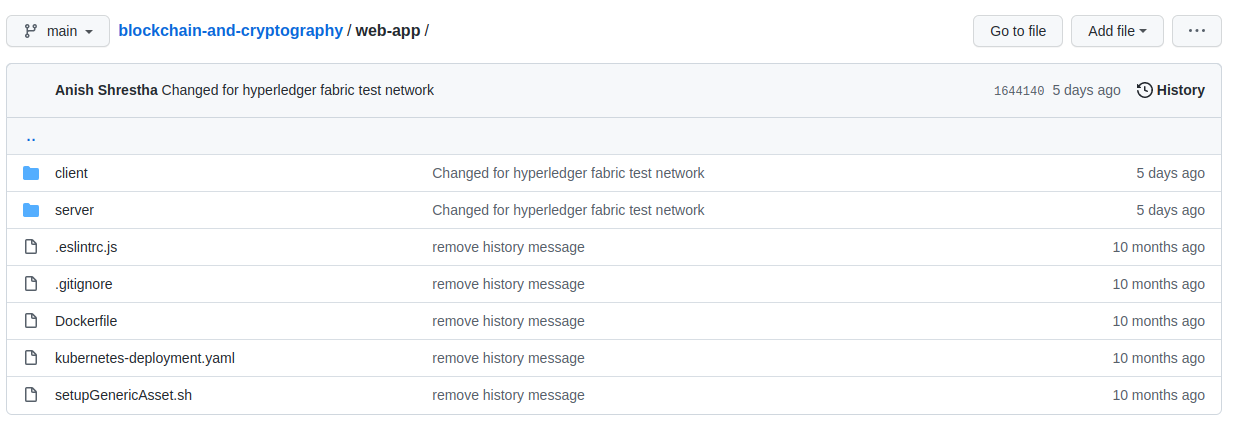 main blockchain-and-cryptography / web-app / Go to file Add file ...
Anish Shrestha Changed for hyperledger fabric test network 1644140 5 days ago History
..
client Changed for hyperledger fabric test network 5 days ago
server Changed for hyperledger fabric test network 5 days ago
.eslintrc.js remove history message 10 months ago
.gitignore remove history message 10 months ago
Dockerfile remove history message 10 months ago
kubernetes-deployment.yaml remove history message 10 months ago
setupGenericAsset.sh remove history message 10 months ago